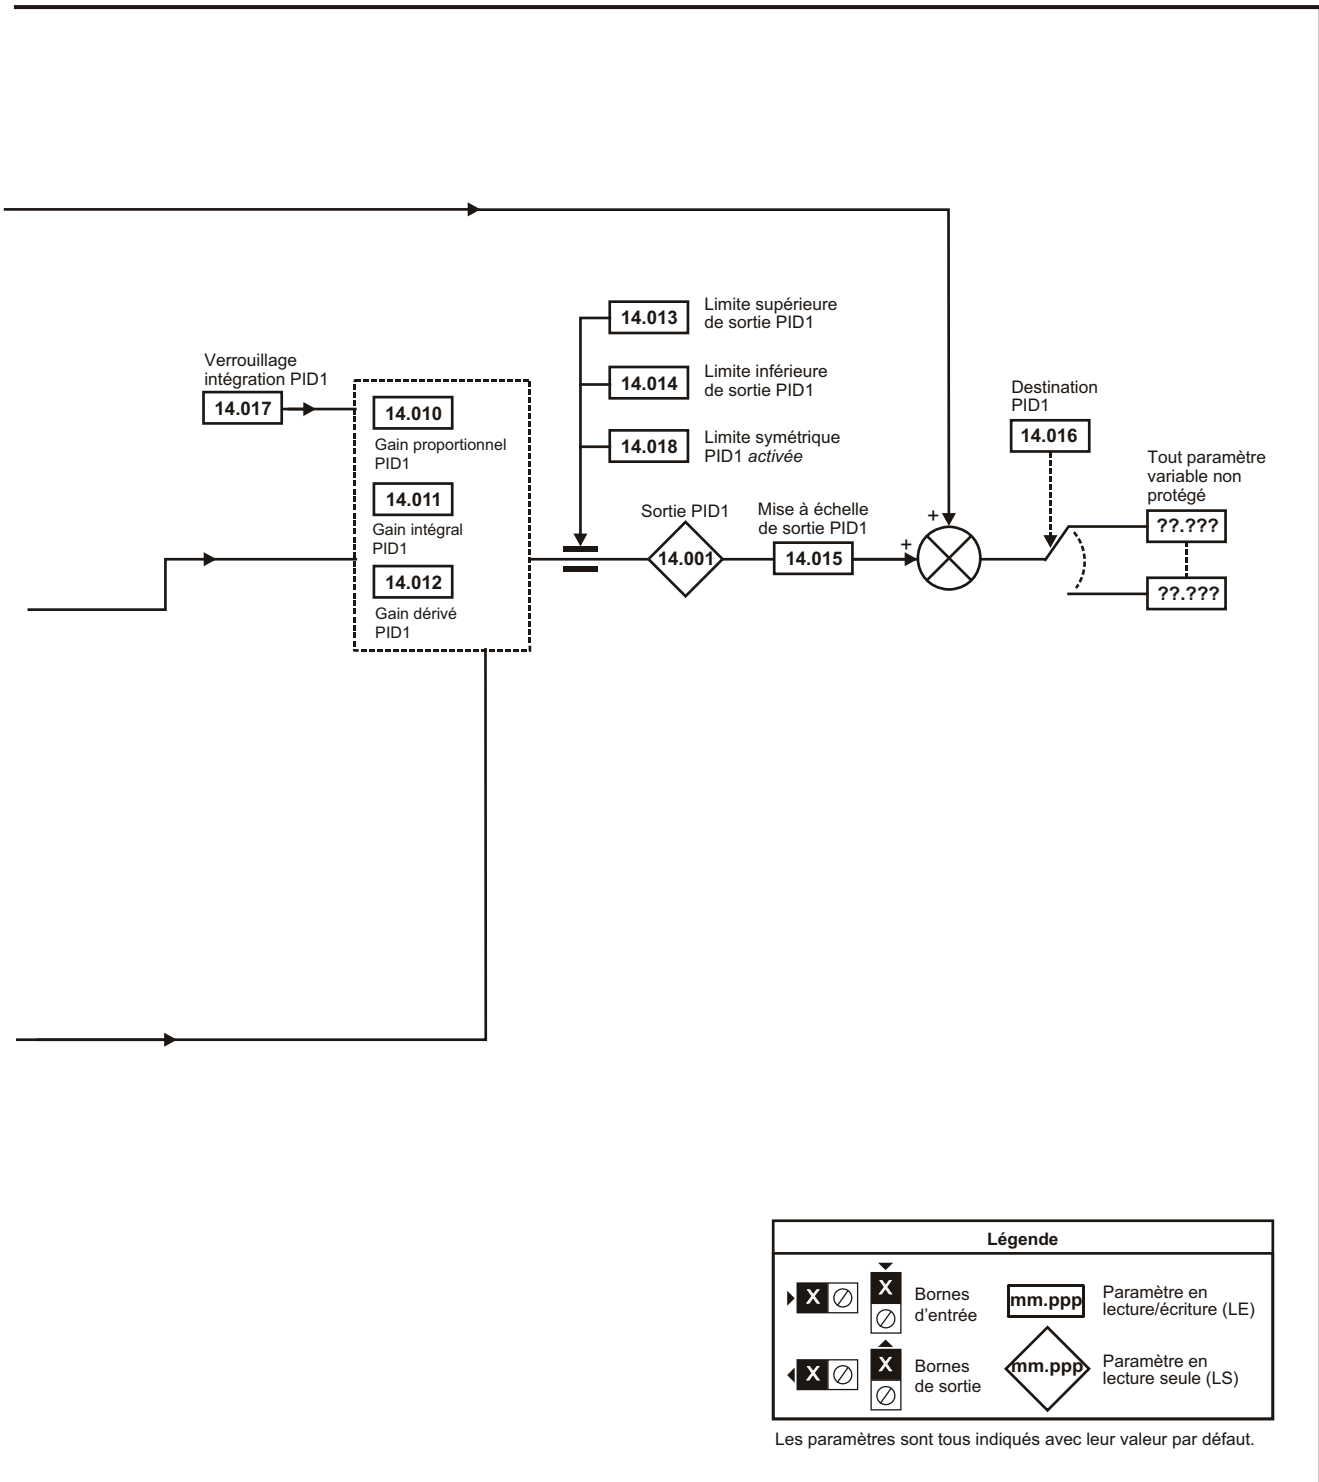 Verrouillage
intégration PID1
14.017
14.010
Gain proportionnel
PID1
14.011
Gain intégral
PID1
14.012
Gain dérivé
PID1
14.013
Limite supérieure
de sortie PID1
14.014
Limite inférieure
de sortie PID1
14.018
Limite symétrique
PID1 activée
Sortie PID1
14.001
Mise à échelle
de sortie PID1
14.015
+
+
Destination
PID1
14.016
Tout paramètre
variable non
protégé
??.???
??.???
Légende
X
X
Bornes
d'entrée
mm.ppp
Paramètre en
lecture/écriture (LE)
X
X
Bornes
de sortie
mm.ppp
Paramètre en
lecture seule (LS)
Les paramètres sont tous indiqués avec leur valeur par défaut.